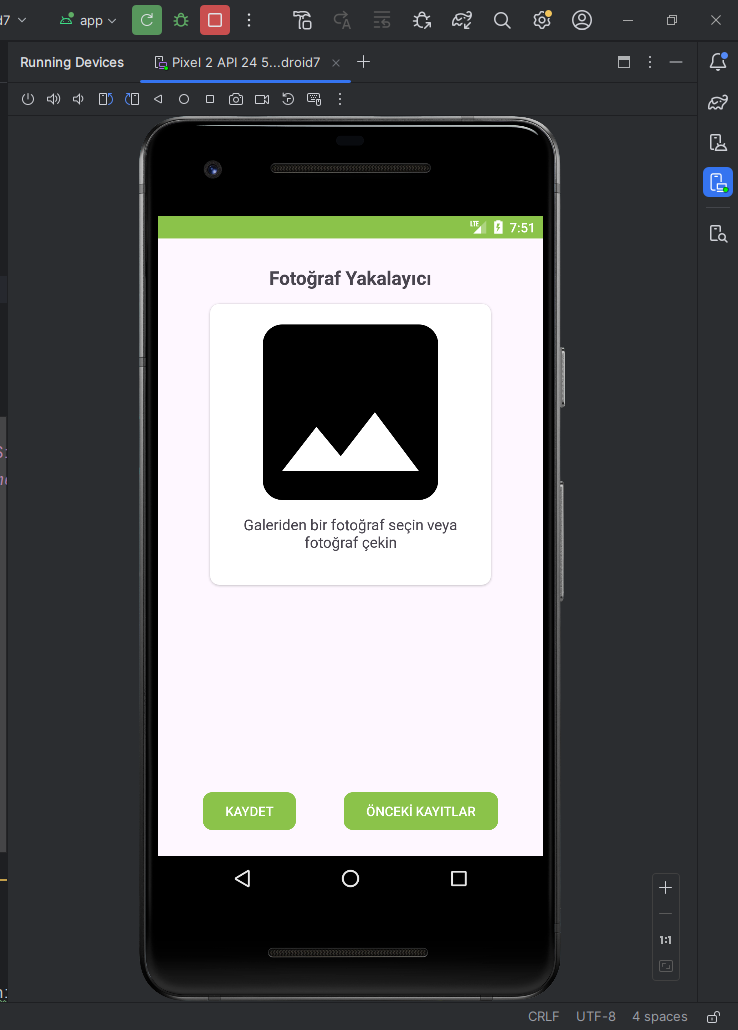 d7
app
Running Devices
Pixel 2 API 24 5...droid7
LTE
7:51
Fotoğraf Yakalayıcı
Galeriden bir fotoğraf seçin veya
fotoğraf çekin
KAYDET
ÖNCEKİ KAYITLAR
1:1
CRLF
UTF-8
4 spaces